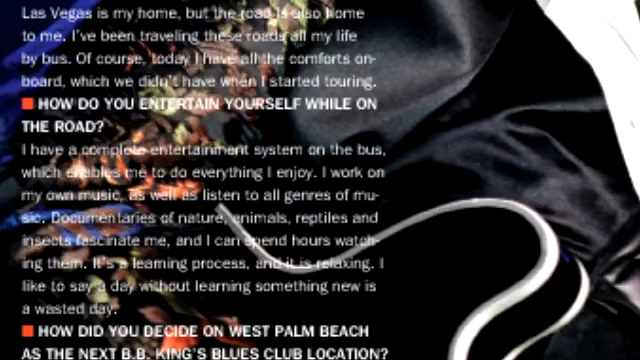 Las Vegas is my home, but the road is also home
to me. I've been traveling these roads all my life
by bus. Of course, today I have all the comforts on-
board, which we didn't have when I started touring.
HOW DO YOU ENTERTAIN YOURSELF WHILE ON
THE ROAD?
I have a complete entertainment system on the bus,
which enables me to do everything I enjoy. I work on
my own music, as well as listen to all genres of mu-
sic. Documentaries of nature, animals, reptiles and
insects fascinate me, and I can spend hours watch-
ing them. It's a learning process, and it is relaxing. I
like to say a day without learning something new is
a wasted day.
HOW DID YOU DECIDE ON WEST PALM BEACH
AS THE NEXT B.B. KING'S BLUES CLUB LOCATION?